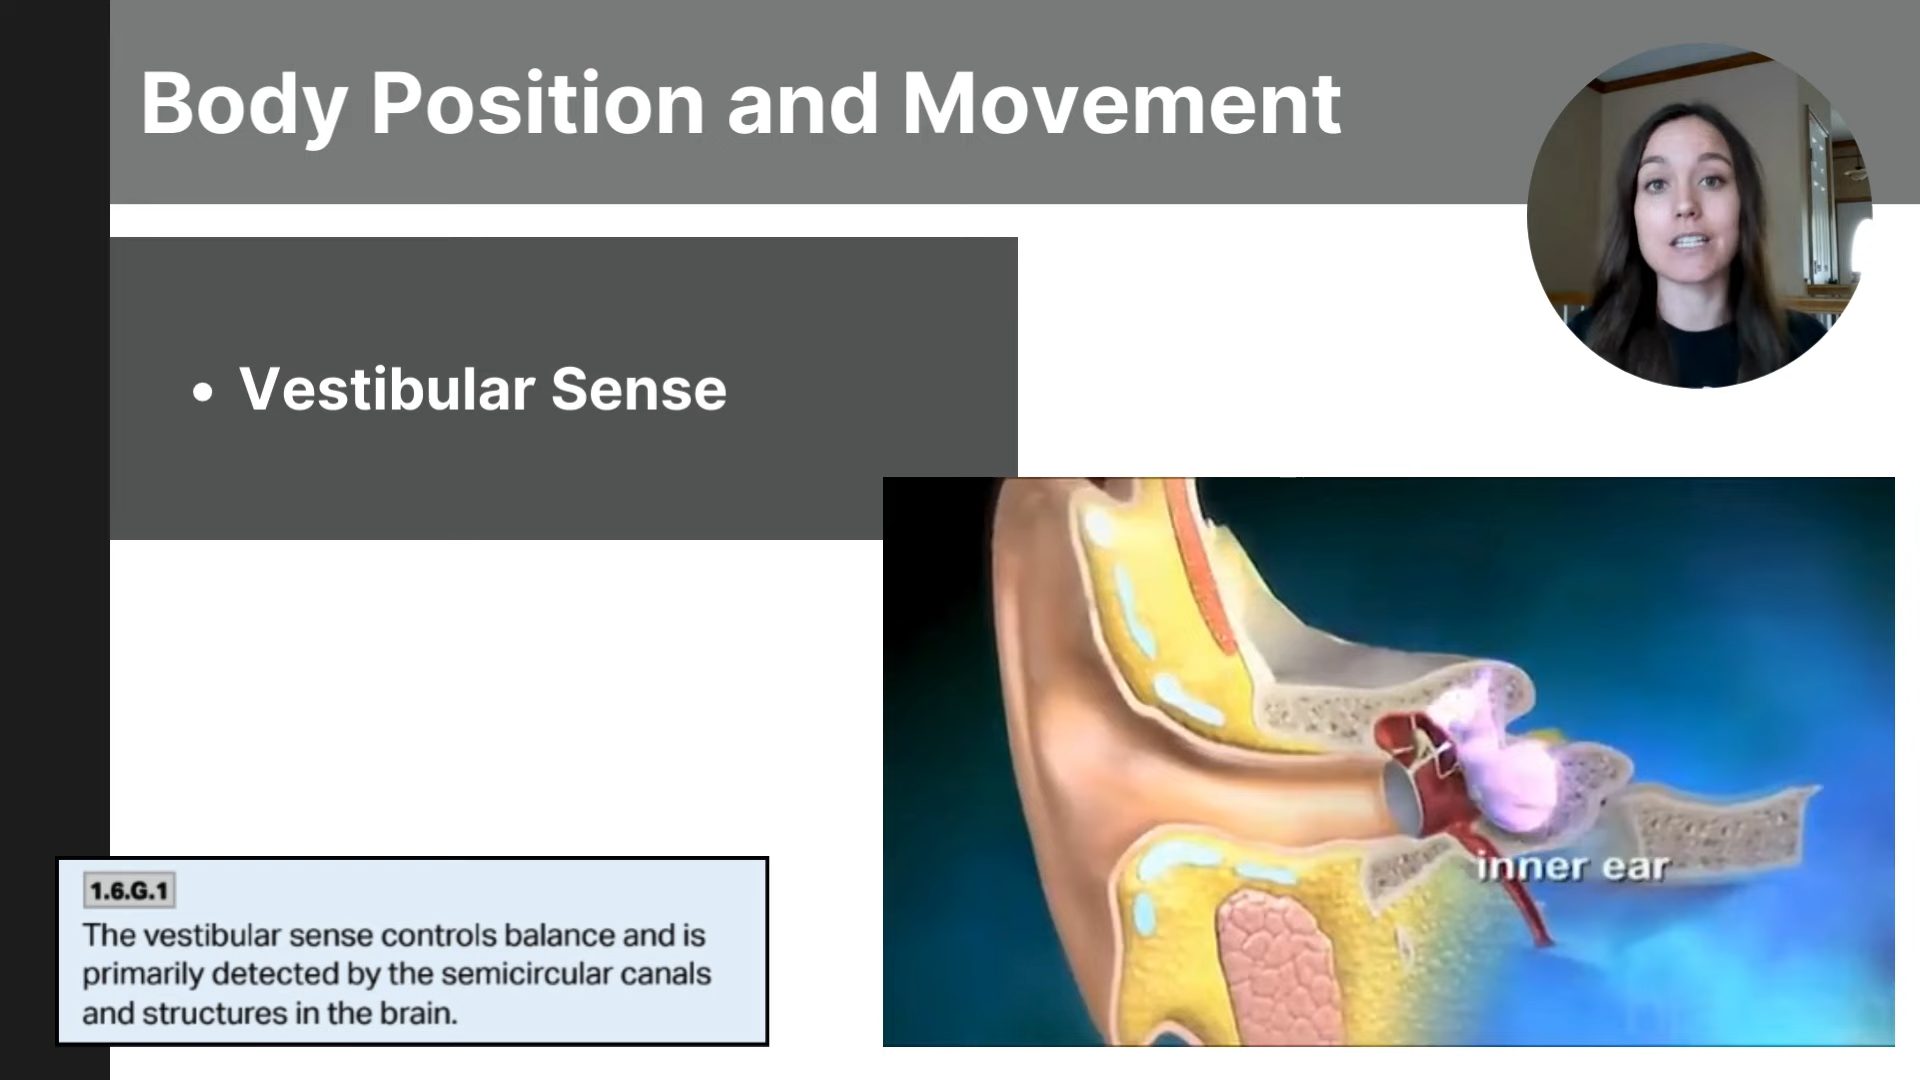 Body Position and Movement
• Vestibular Sense
inner ear
1.6.G.1
The vestibular sense controls balance and is
primarily detected by the semicircular canals
and structures in the brain.